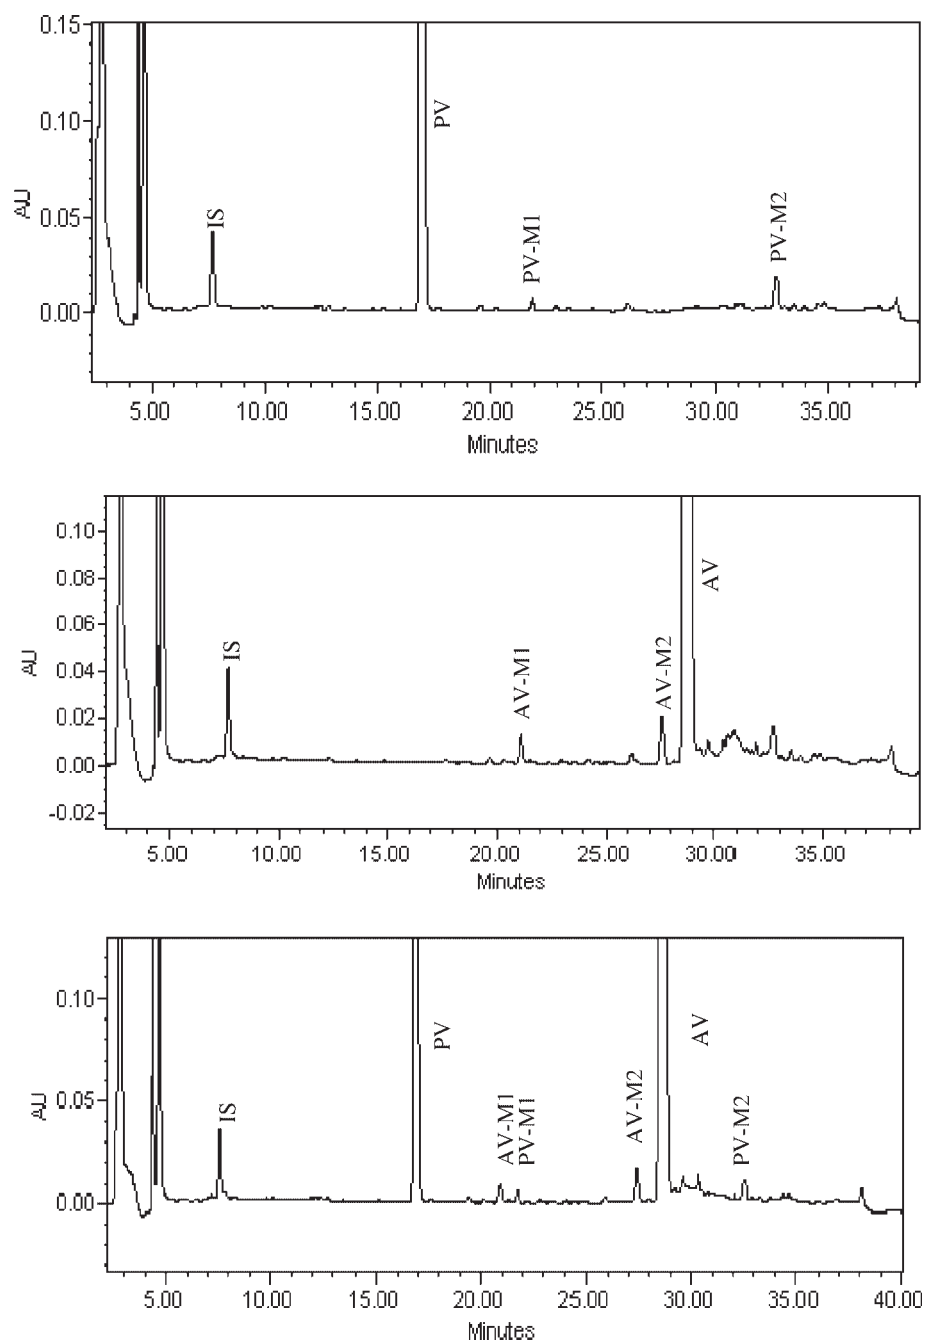 0.15
0.10
0.05
0.00
AU
IS
PV
PV-M1
PV-M2
5.00 10.00 15.00 20.00 25.00 30.00 35.00
Minutes
0.10
0.08
0.06
0.04
0.02
0.00
-0.02
AU
IS
AV-M1
AV-M2
AV
5.00 10.00 15.00 20.00 25.00 30.00 35.00
Minutes
0.10
0.05
0.00
AU
IS
PV
AV-M1
PV-M1
AV-M2
AV
PV-M2
5.00 10.00 15.00 20.00 25.00 30.00 35.00 40.00
Minutes